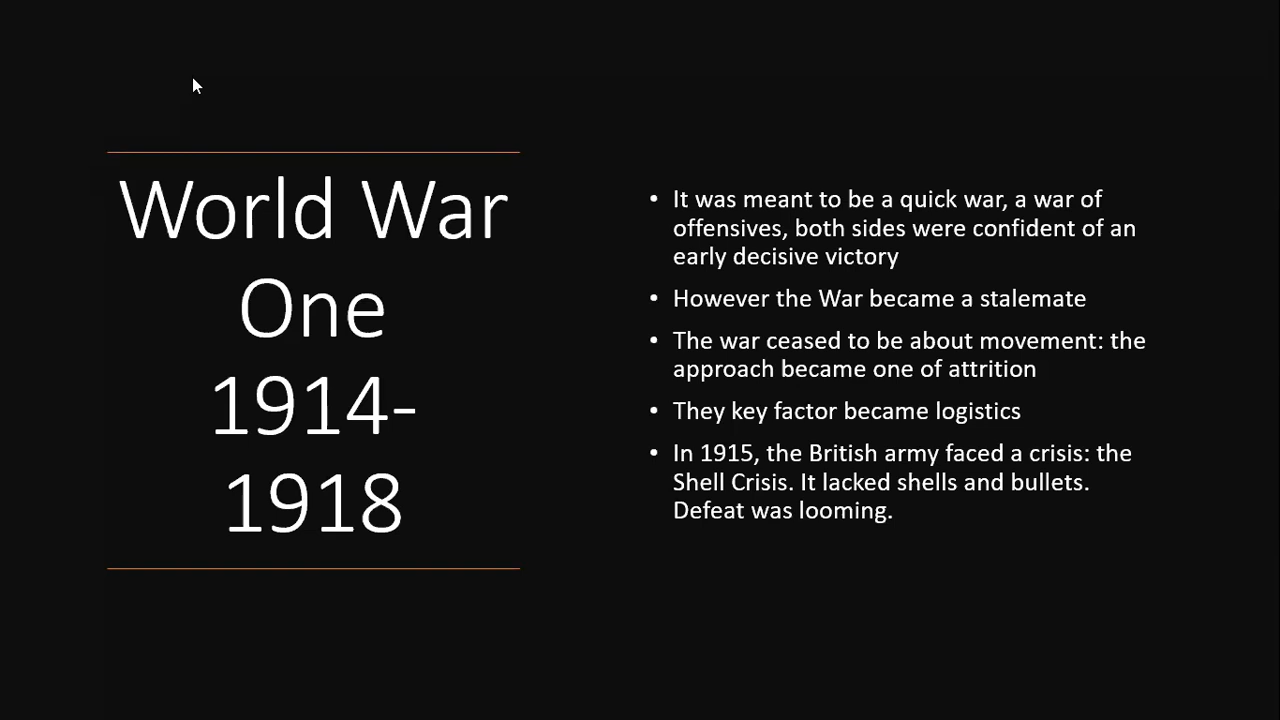 World War
One
1914-
1918
• It was meant to be a quick war, a war of
offensives, both sides were confident of an
early decisive victory
• However the War became a stalemate
• The war ceased to be about movement: the
approach became one of attrition
• They key factor became logistics
• In 1915, the British army faced a crisis: the
Shell Crisis. It lacked shells and bullets.
Defeat was looming.